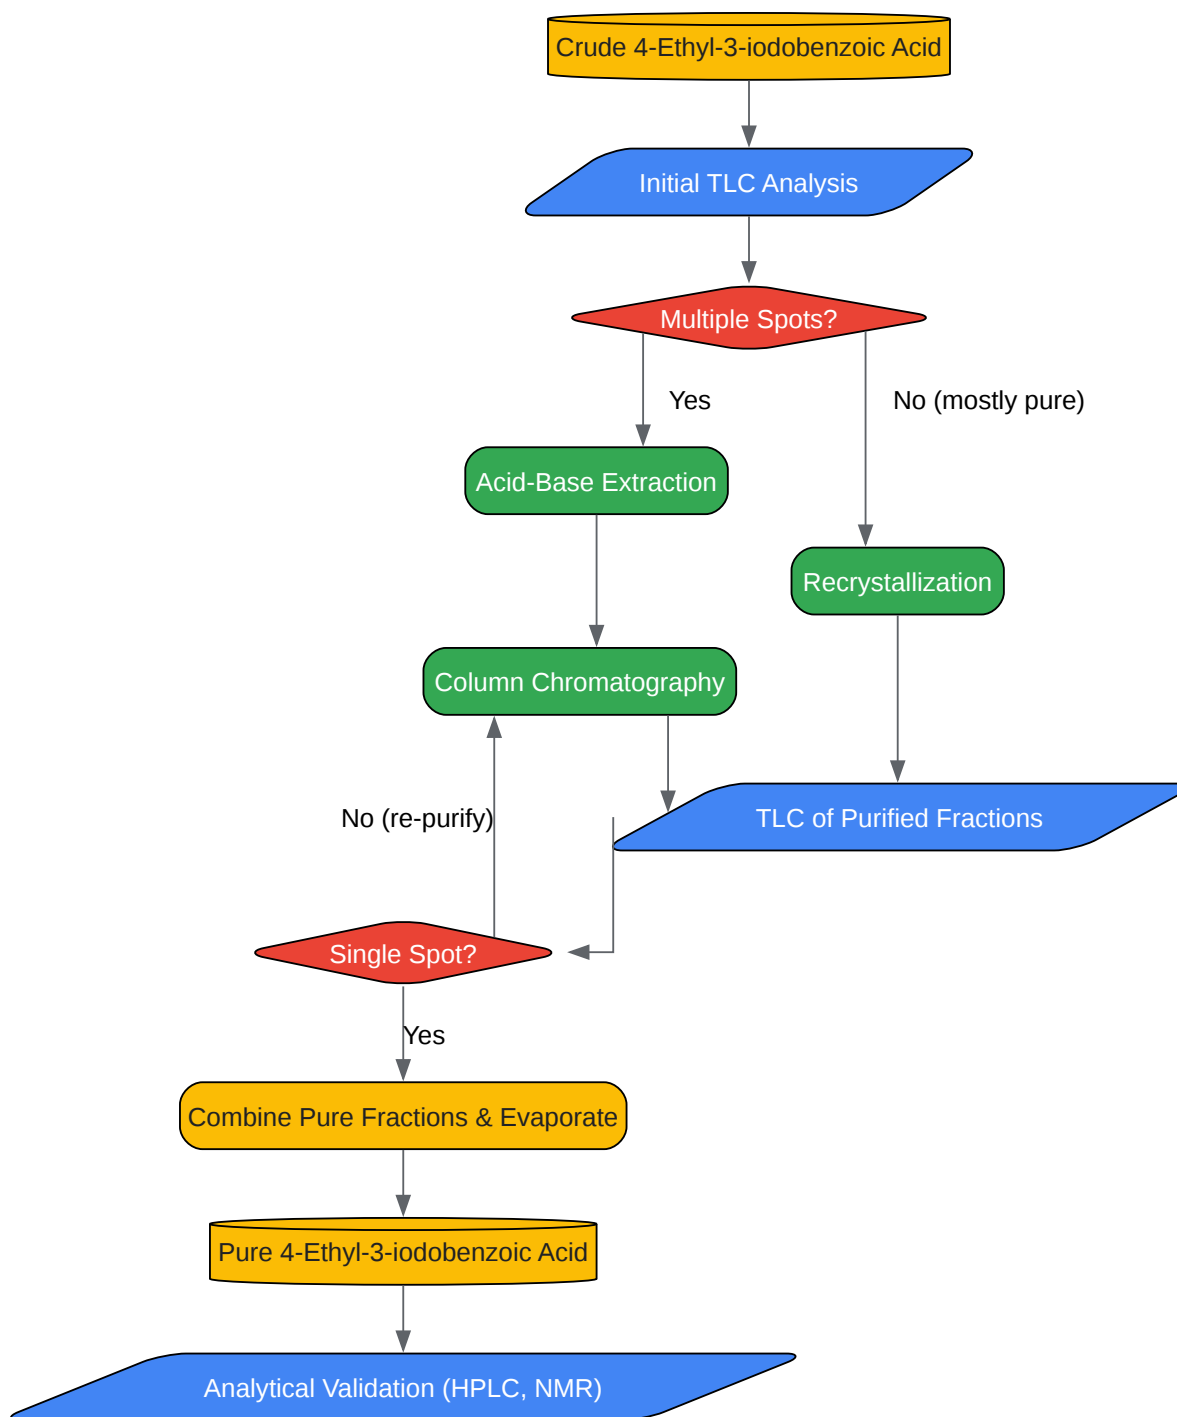 Crude 4-Ethyl-3-iodobenzoic Acid
Initial TLC Analysis
Multiple Spots?
Yes
No (mostly pure)
Acid-Base Extraction
Recrystallization
Column Chromatography
No (re-purify)
TLC of Purified Fractions
Single Spot?
Yes
Combine Pure Fractions & Evaporate
Pure 4-Ethyl-3-iodobenzoic Acid
Analytical Validation (HPLC, NMR)